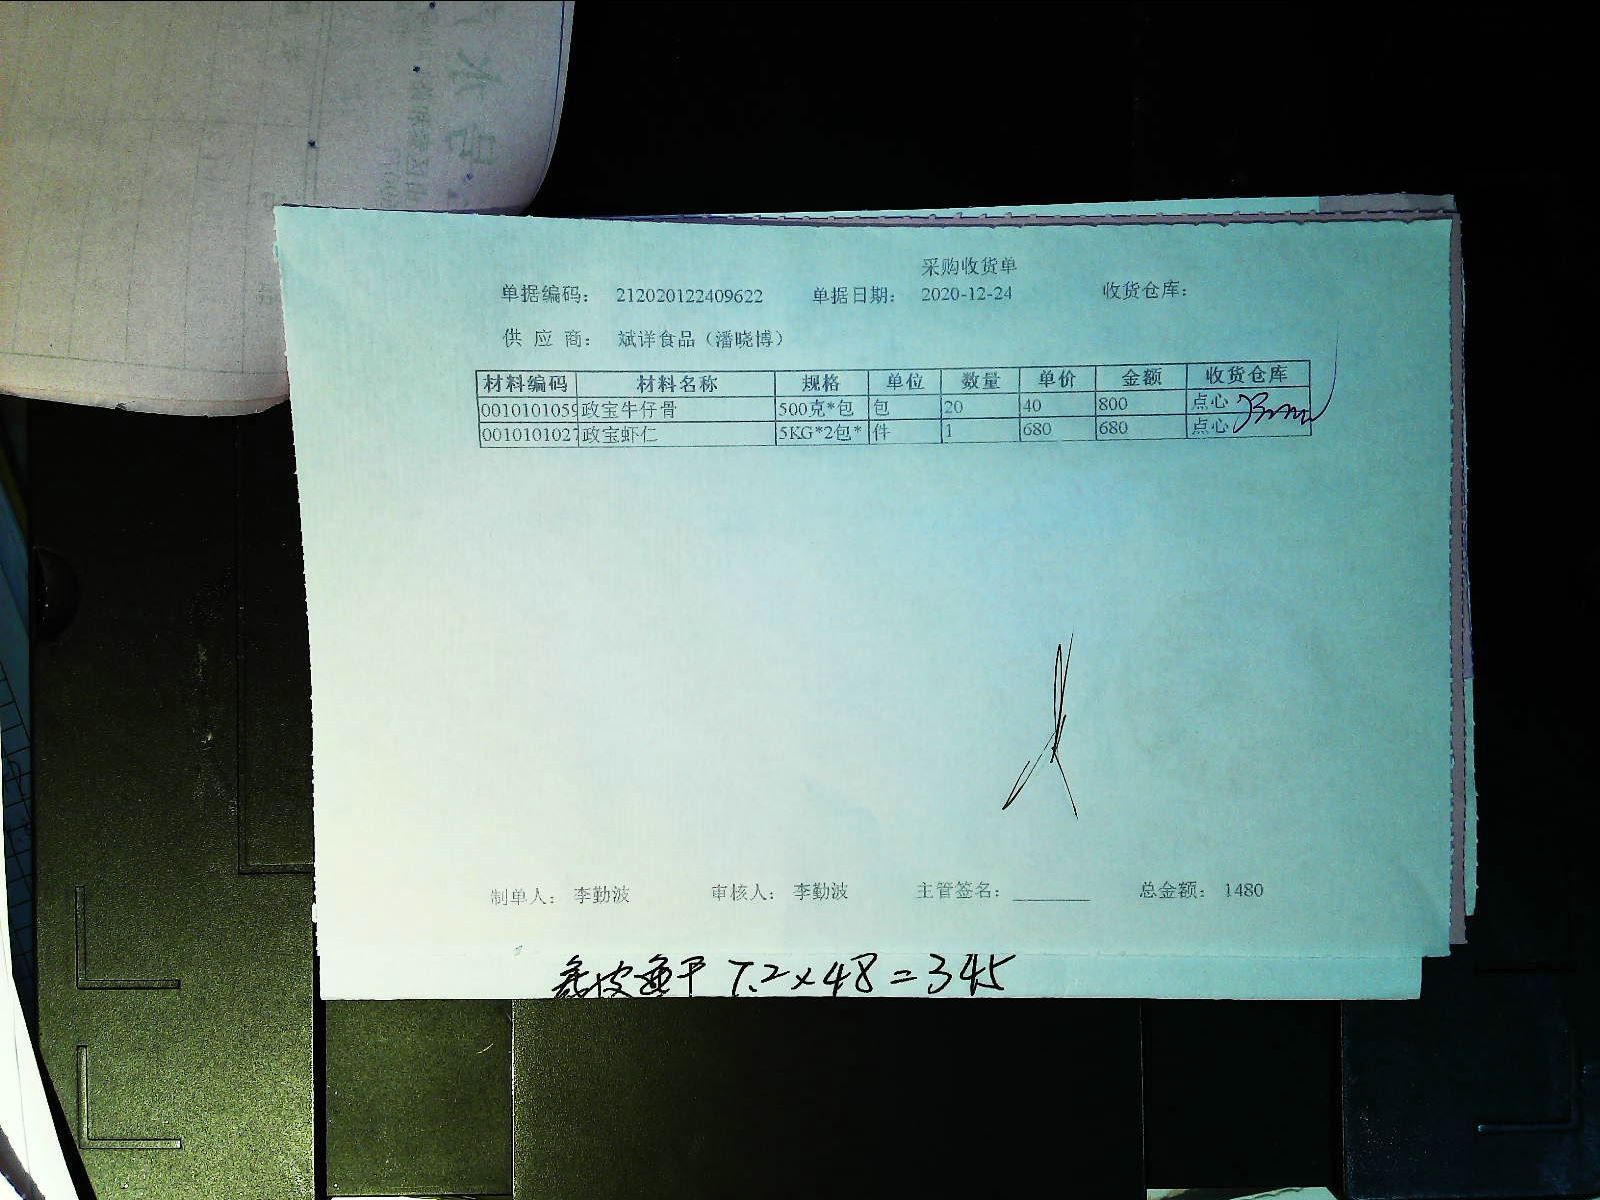 采购收货单
单据编码： 212020122409622 单据日期： 2020-12-24 收货仓库：
供 应 商： 斌详食品（潘晓博）
材料编码 材料名称 规格 单位 数量 单价 金额 收货仓库
0010101059 政宝牛仔骨 500克*包 包 20 40 800 点心
0010101027 政宝虾仁 5KG*2包* 件 1 680 680 点心
制单人： 李勤波 审核人： 李勤波 主管签名： 总金额： 1480
7.2×48=345